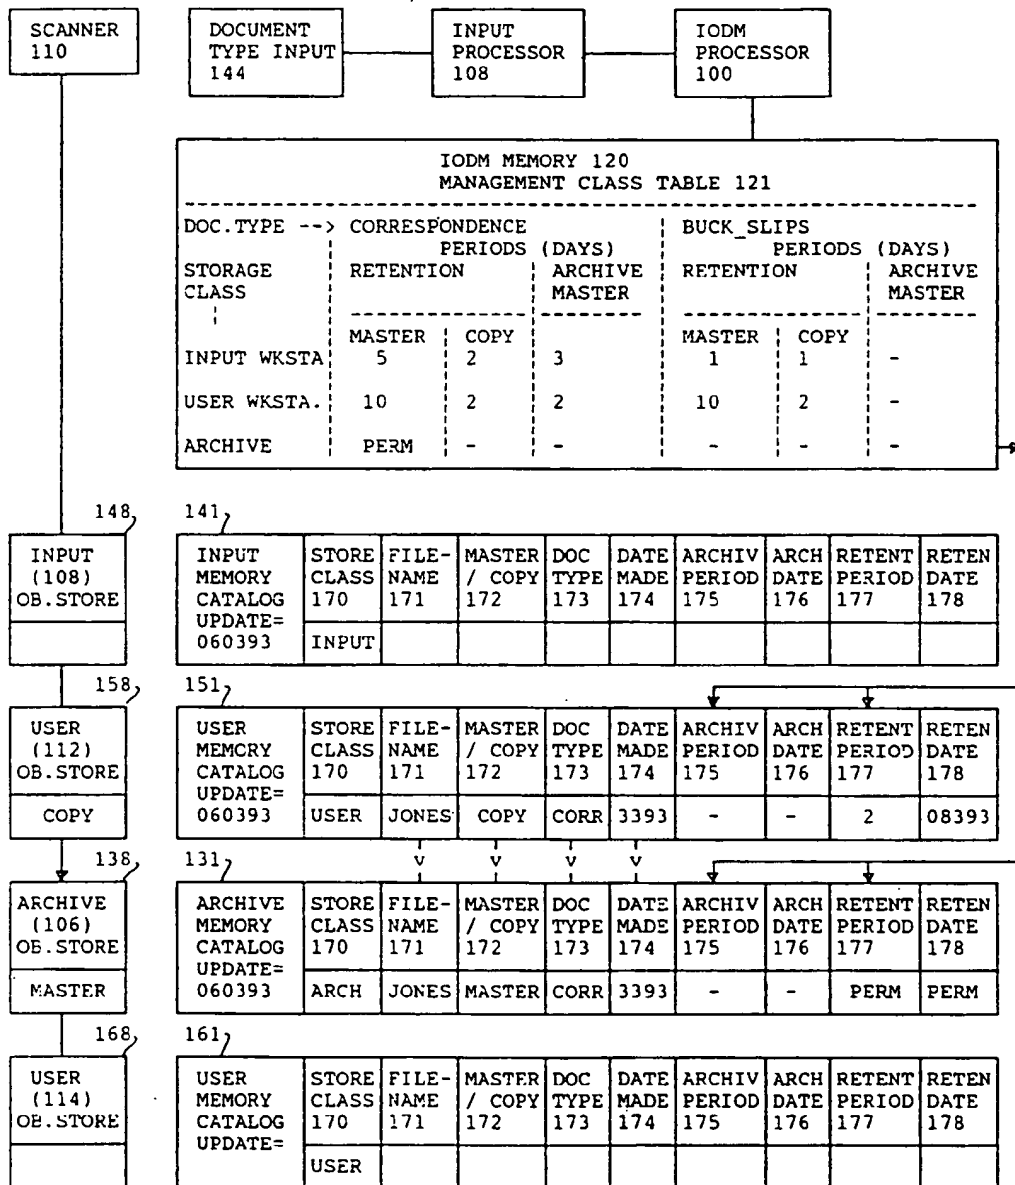 SCANNER DOCUMENT INPUT IODM
110 TYPE INPUT PROCESSOR PROCESSOR
144 108 100
IODM MEMORY 120
MANAGEMENT CLASS TABLE 121
DOC.TYPE --> CORRESPONDENCE BUCK_SLIPS
PERIODS (DAYS) PERIODS (DAYS)
STORAGE RETENTION ARCHIVE RETENTION ARCHIVE
CLASS MASTER MASTER
MASTER COPY MASTER COPY
INPUT WKSTA 5 2 3 1 1 -
USER WKSTA. 10 2 2 10 2 -
ARCHIVE PERM - - - - -
148 141
INPUT INPUT STORE FILE- MASTER DOC DATE ARCHIV ARCH RETENT RETEN
(108) MEMORY CLASS NAME / COPY TYPE MADE PERIOD DATE PERIOD DATE
OB.STORE CATALOG 170 171 172 173 174 175 176 177 178
UPDATE=
060393 INPUT
158 151
USER USER STORE FILE- MASTER DOC DATE ARCHIV ARCH RETENT RETEN
(112) MEMORY CLASS NAME / COPY TYPE MADE PERIOD DATE PERIOD DATE
OB.STORE CATALOG 170 171 172 173 174 175 176 177 178
UPDATE=
COPY 060393 USER JONES COPY CORR 3393 - - 2 08393
138 131 v v v v
ARCHIVE ARCHIVE STORE FILE- MASTER DOC DATE ARCHIV ARCH RETENT RETEN
(106) MEMORY CLASS NAME / COPY TYPE MADE PERIOD DATE PERIOD DATE
OB.STORE CATALOG 170 171 172 173 174 175 176 177 178
UPDATE=
MASTER 060393 ARCH JONES MASTER CORR 3393 - - PERM PERM
168 161
USER USER STORE FILE- MASTER DOC DATE ARCHIV ARCH RETENT RETEN
(114) MEMORY CLASS NAME / COPY TYPE MADE PERIOD DATE PERIOD DATE
OB.STORE CATALOG 170 171 172 173 174 175 176 177 178
UPDATE=
USER